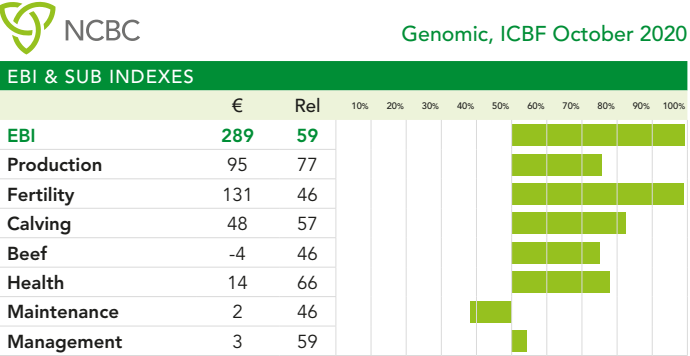 NCBC
Genomic, ICBF October 2020
EBI & SUB INDEXES
€ Rel 10% 20% 30% 40% 50% 60% 70% 80% 90% 100%
EBI 289 59
Production 95 77
Fertility 131 46
Calving 48 57
Beef -4 46
Health 14 66
Maintenance 2 46
Management 3 59